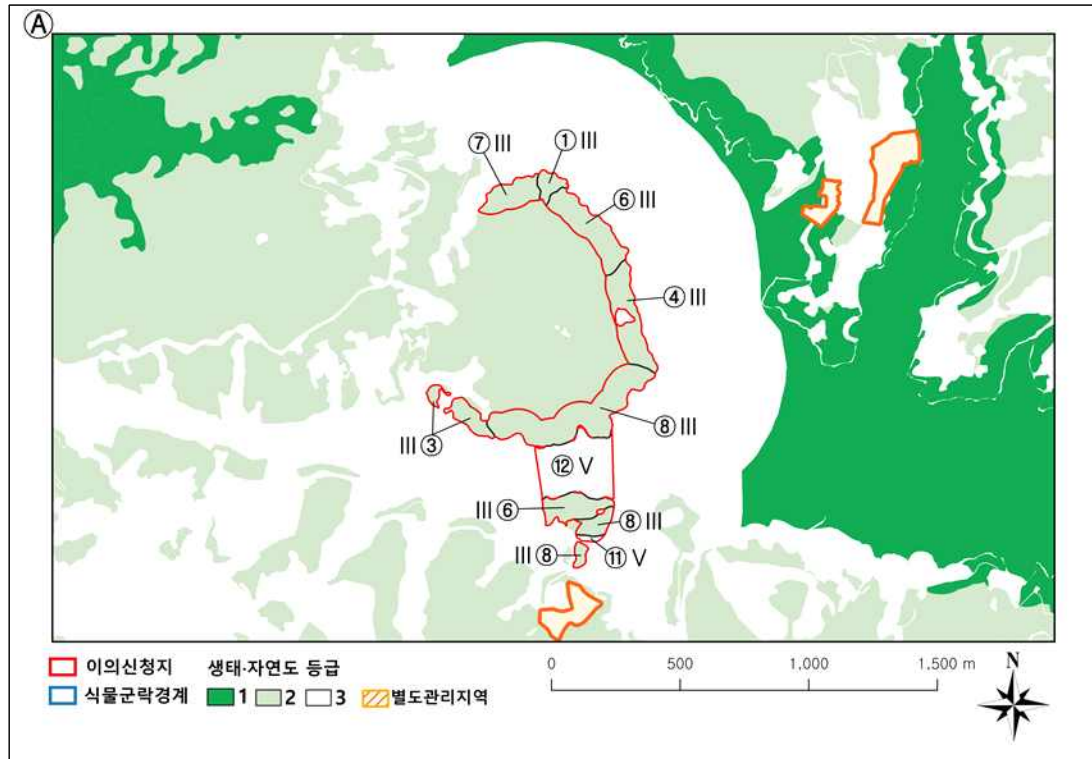 Ⓐ
⑦ III
① III
⑥ III
④ III
III ③
⑧ III
⑫ V
III ⑥
⑧ III
III ⑧
⑪ V
이의신청지
식물군락경계
생태·자연도 등급
1
2
3
별도관리지역
0
500
1,000
1,500 m
N